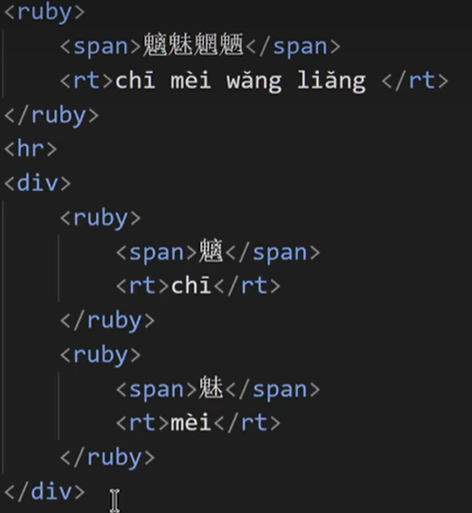 <ruby>
    <span>魑魅魍魉</span>
    <rt>chī mèi wǎng liǎng </rt>
</ruby>
<hr>
<div>
    <ruby>
        <span>魑</span>
        <rt>chī</rt>
    </ruby>
    <ruby>
        <span>魅</span>
        <rt>mèi</rt>
    </ruby>
</div>